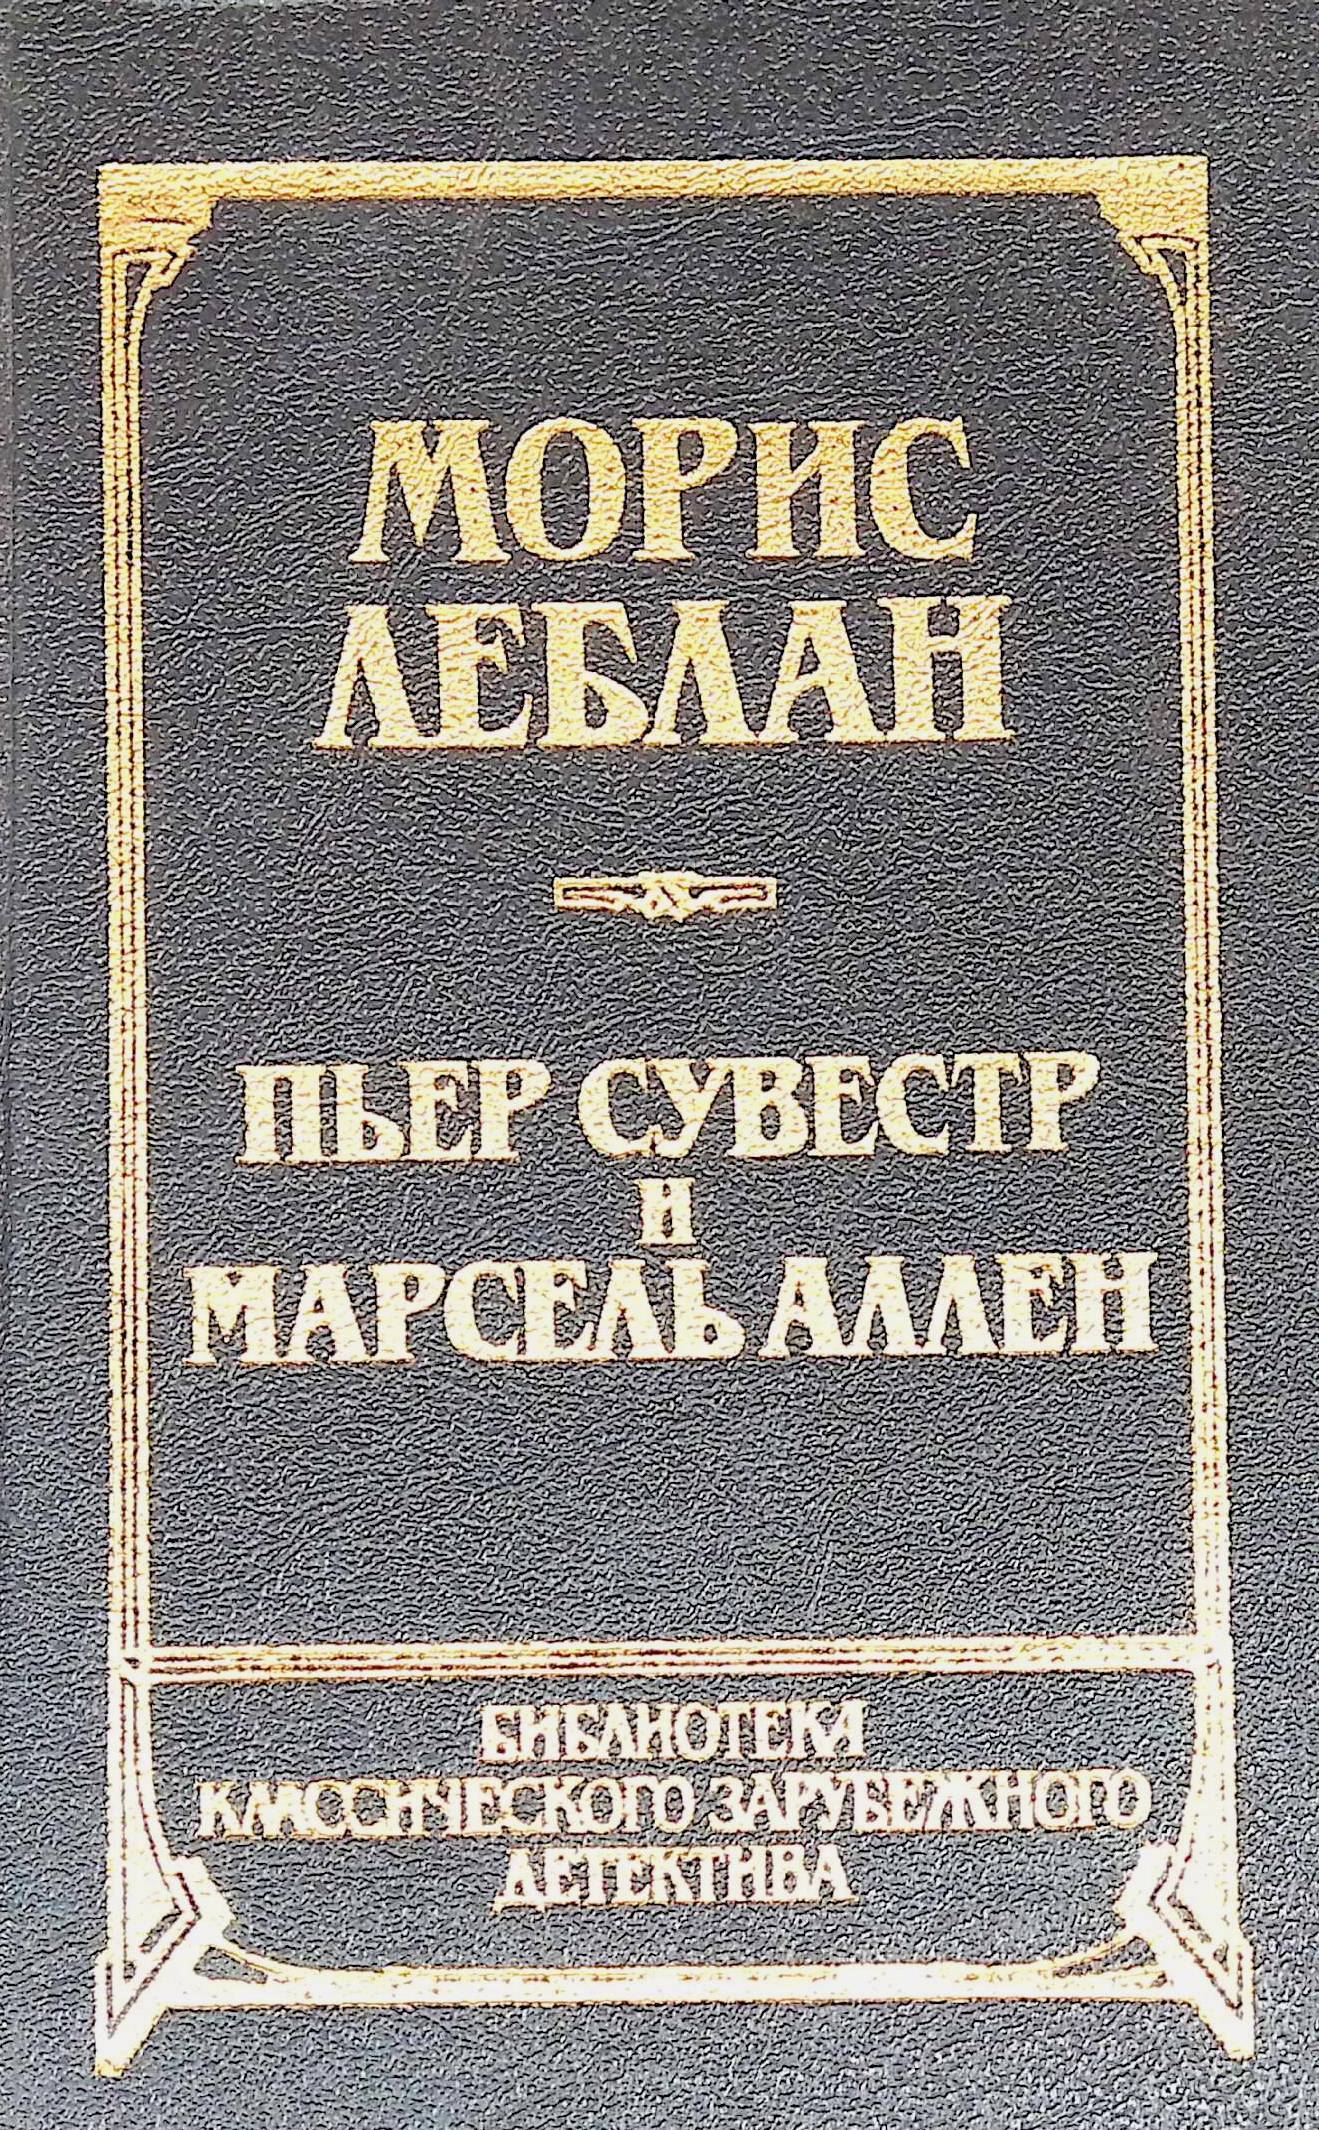 МОРИС
ЛЕБЛАН
ПЬЕР СУВЕСТР
и
МАРСЕЛЬ АЛЛЕН
БИБЛИОТЕКА
КЛАССИЧЕСКОГО ЗАРУБЕЖНОГО
ДЕТЕКТИВА